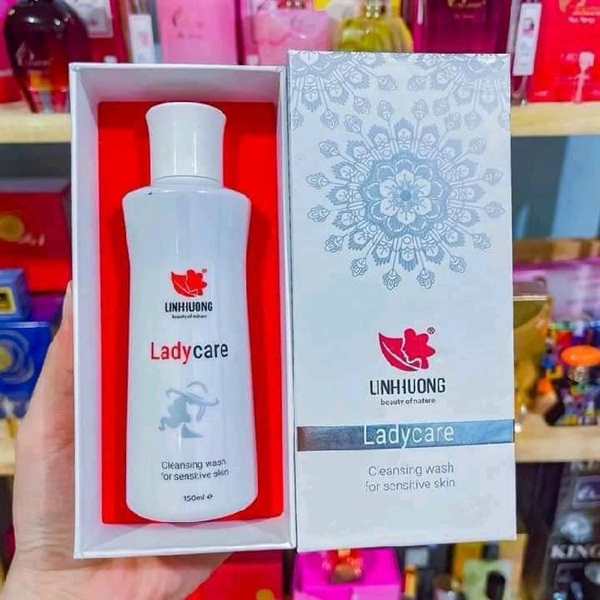 LINHHUONG
beauty of nature
Ladycare
Cleansing wash
for sensitive skin
150ml e
LINHHUONG
beauty of nature
Ladycare
Cleansing wash
for sensitive skin
KING